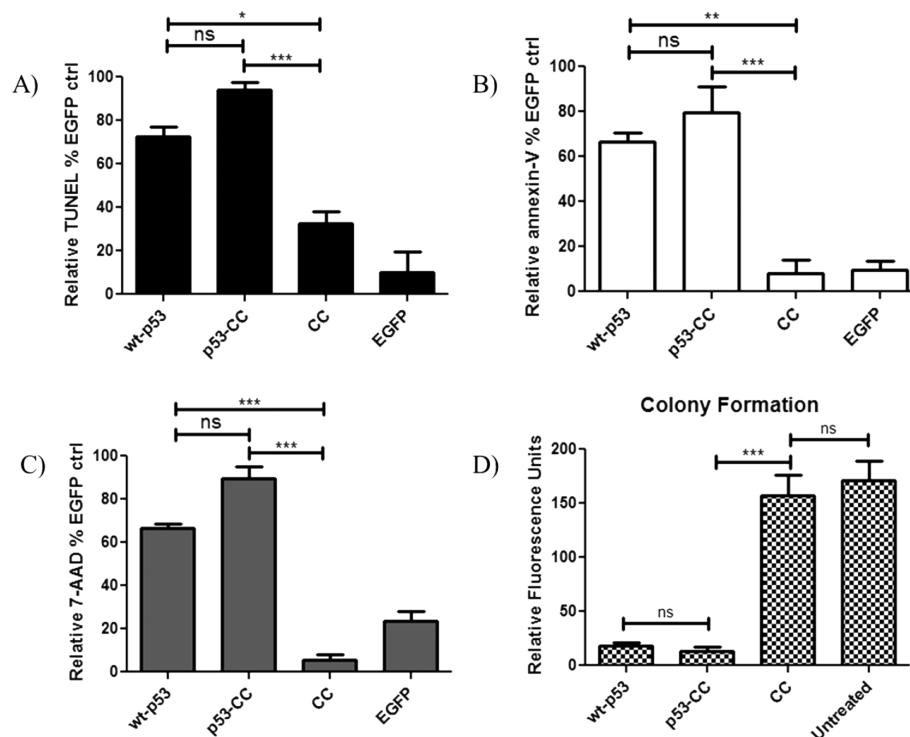 A)
*
ns
***
Relative TUNEL % EGFP ctrl
100
80
60
40
20
0
wt-p53
p53-CC
CC
EGFP
B)
**
ns
***
Relative annexin-V % EGFP ctrl
100
80
60
40
20
0
wt-p53
p53-CC
CC
EGFP
C)
***
ns
***
Relative 7-AAD % EGFP ctrl
100
80
60
40
20
0
wt-p53
p53-CC
CC
EGFP
D)
Colony Formation
ns
***
ns
Relative Fluorescence Units
200
150
100
50
0
wt-p53
p53-CC
CC
Untreated